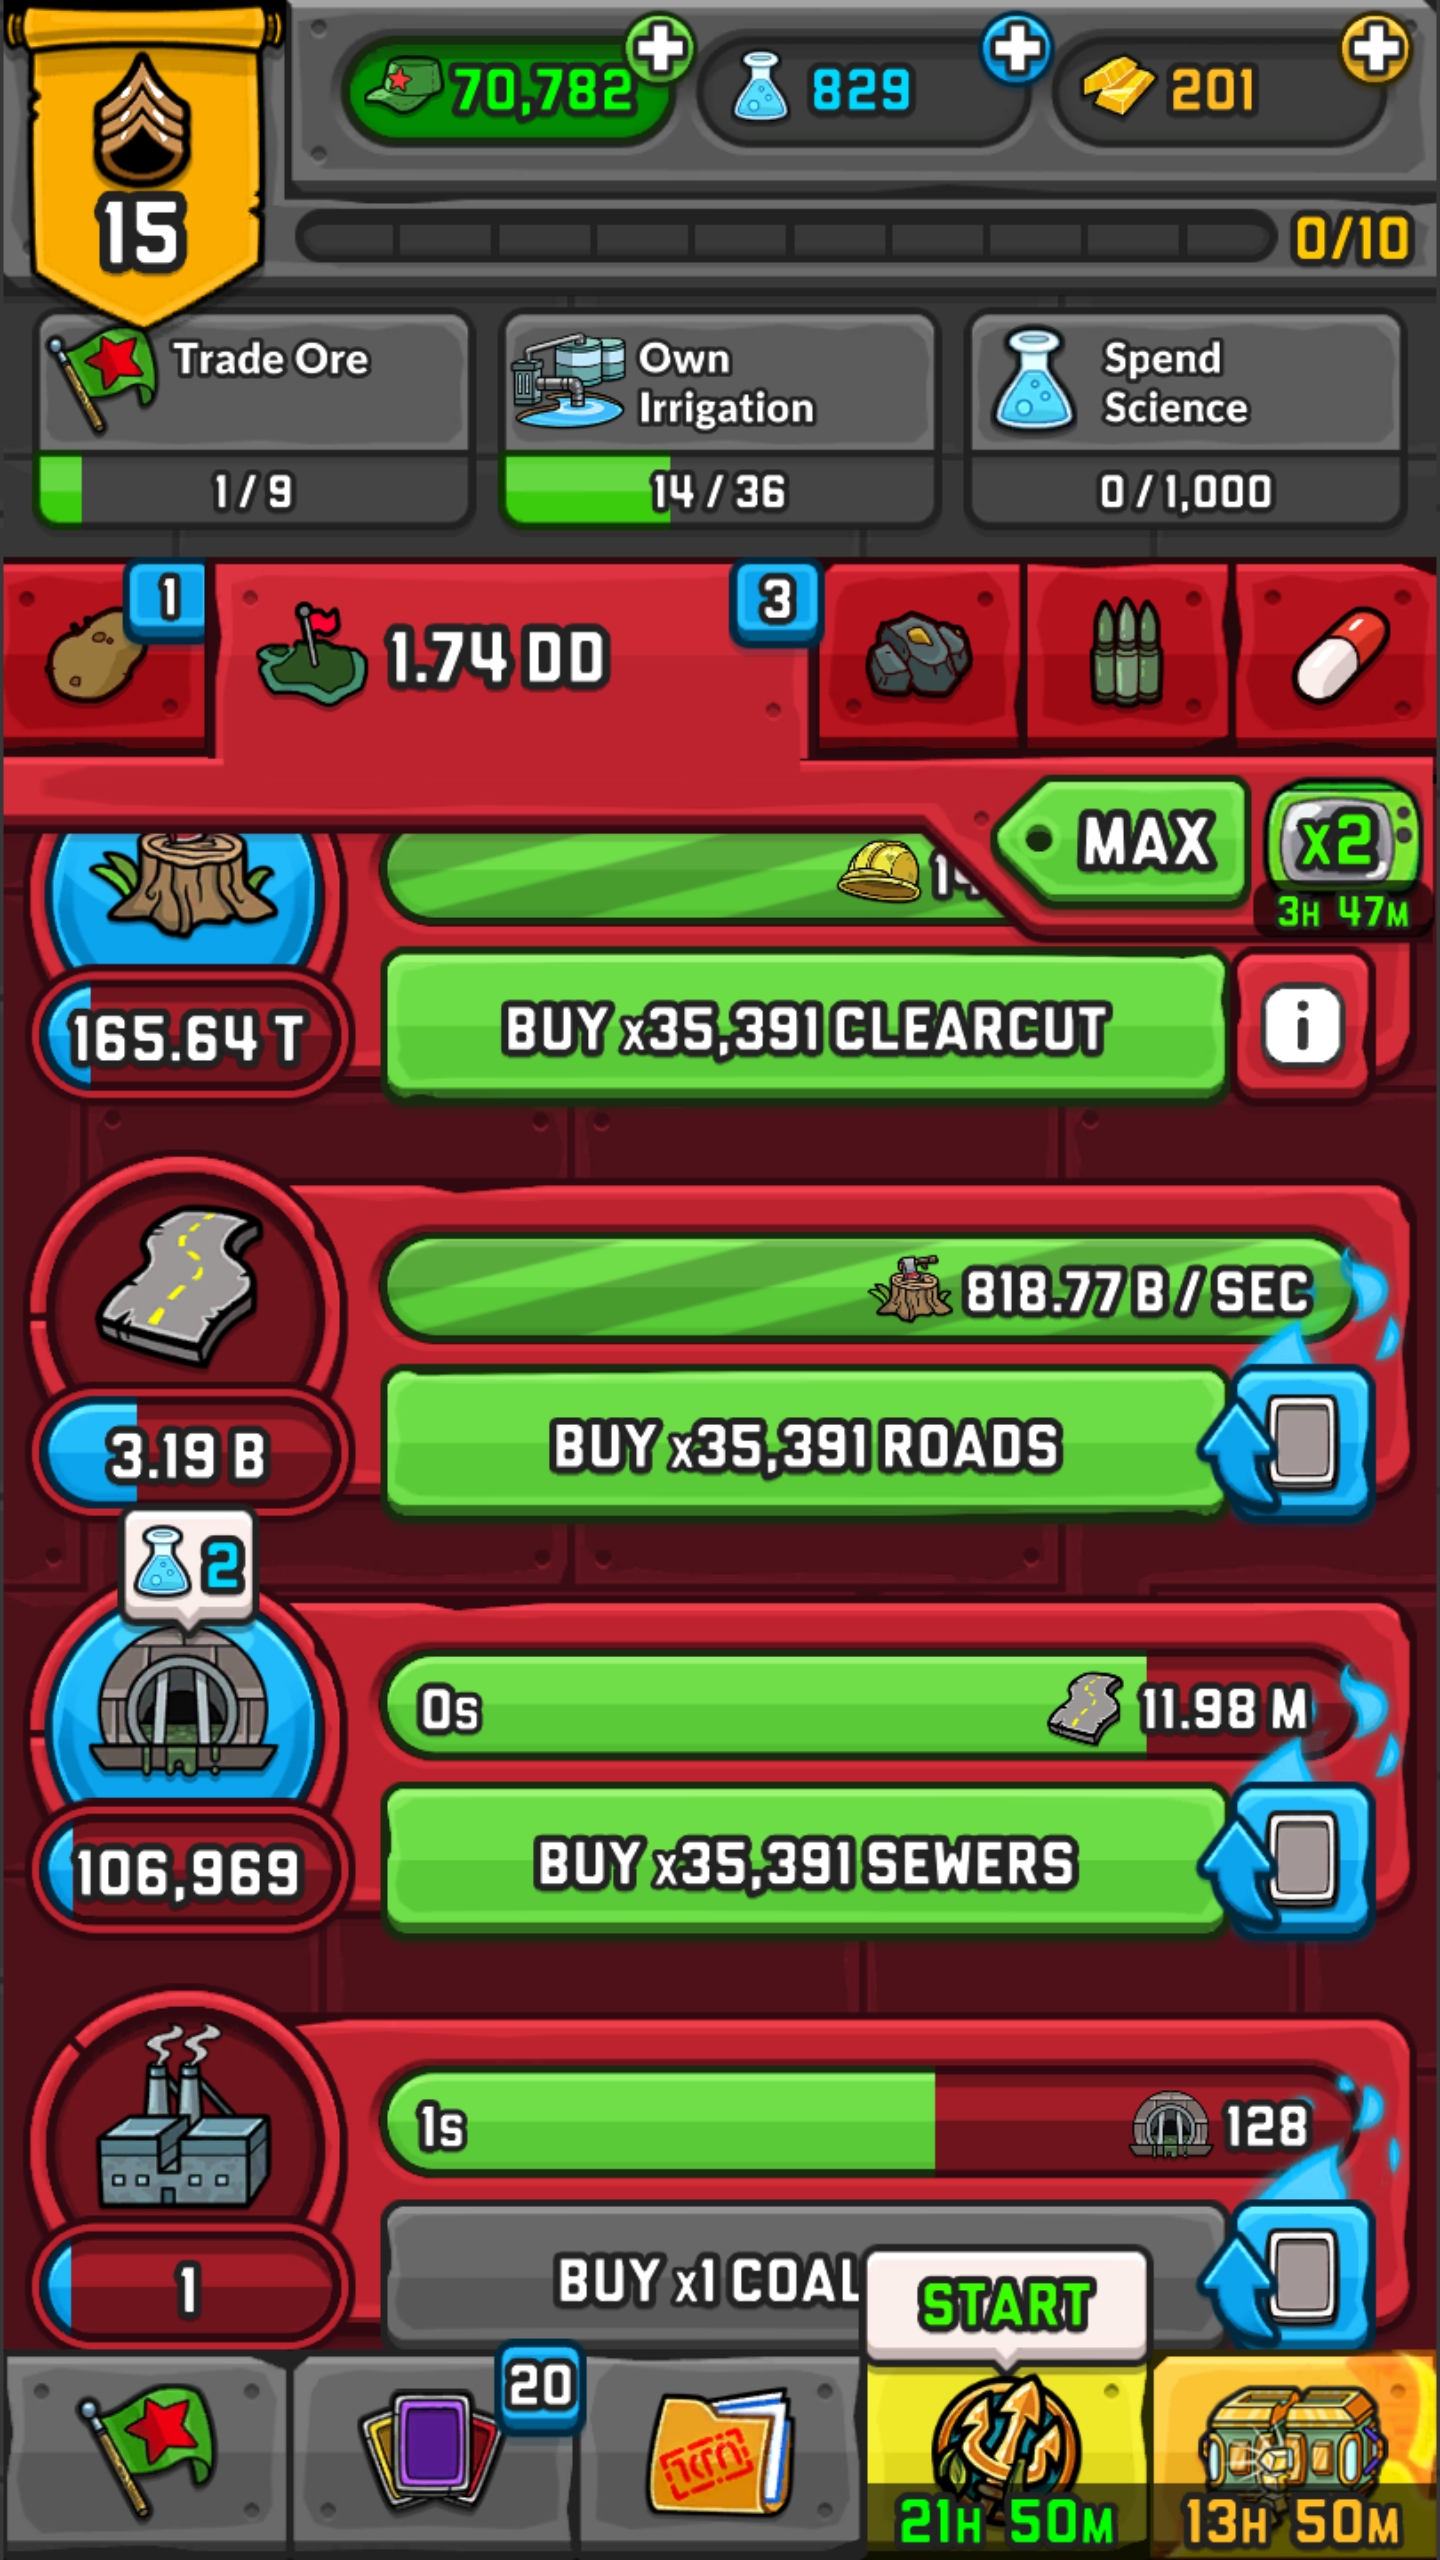 15
70,782
829
201
0/10
Trade Ore
1 / 9
Own
Irrigation
14 / 36
Spend
Science
0 / 1,000
1
1.74 DD
3
MAX
x2
3H 47M
165.64 T
BUY x35,391 CLEARCUT
i
818.77 B / SEC
3.19 B
BUY x35,391 ROADS
2
0s
11.98 M
106,969
BUY x35,391 SEWERS
1s
128
1
BUY x1 COAL
START
20
21H 50M
13H 50M